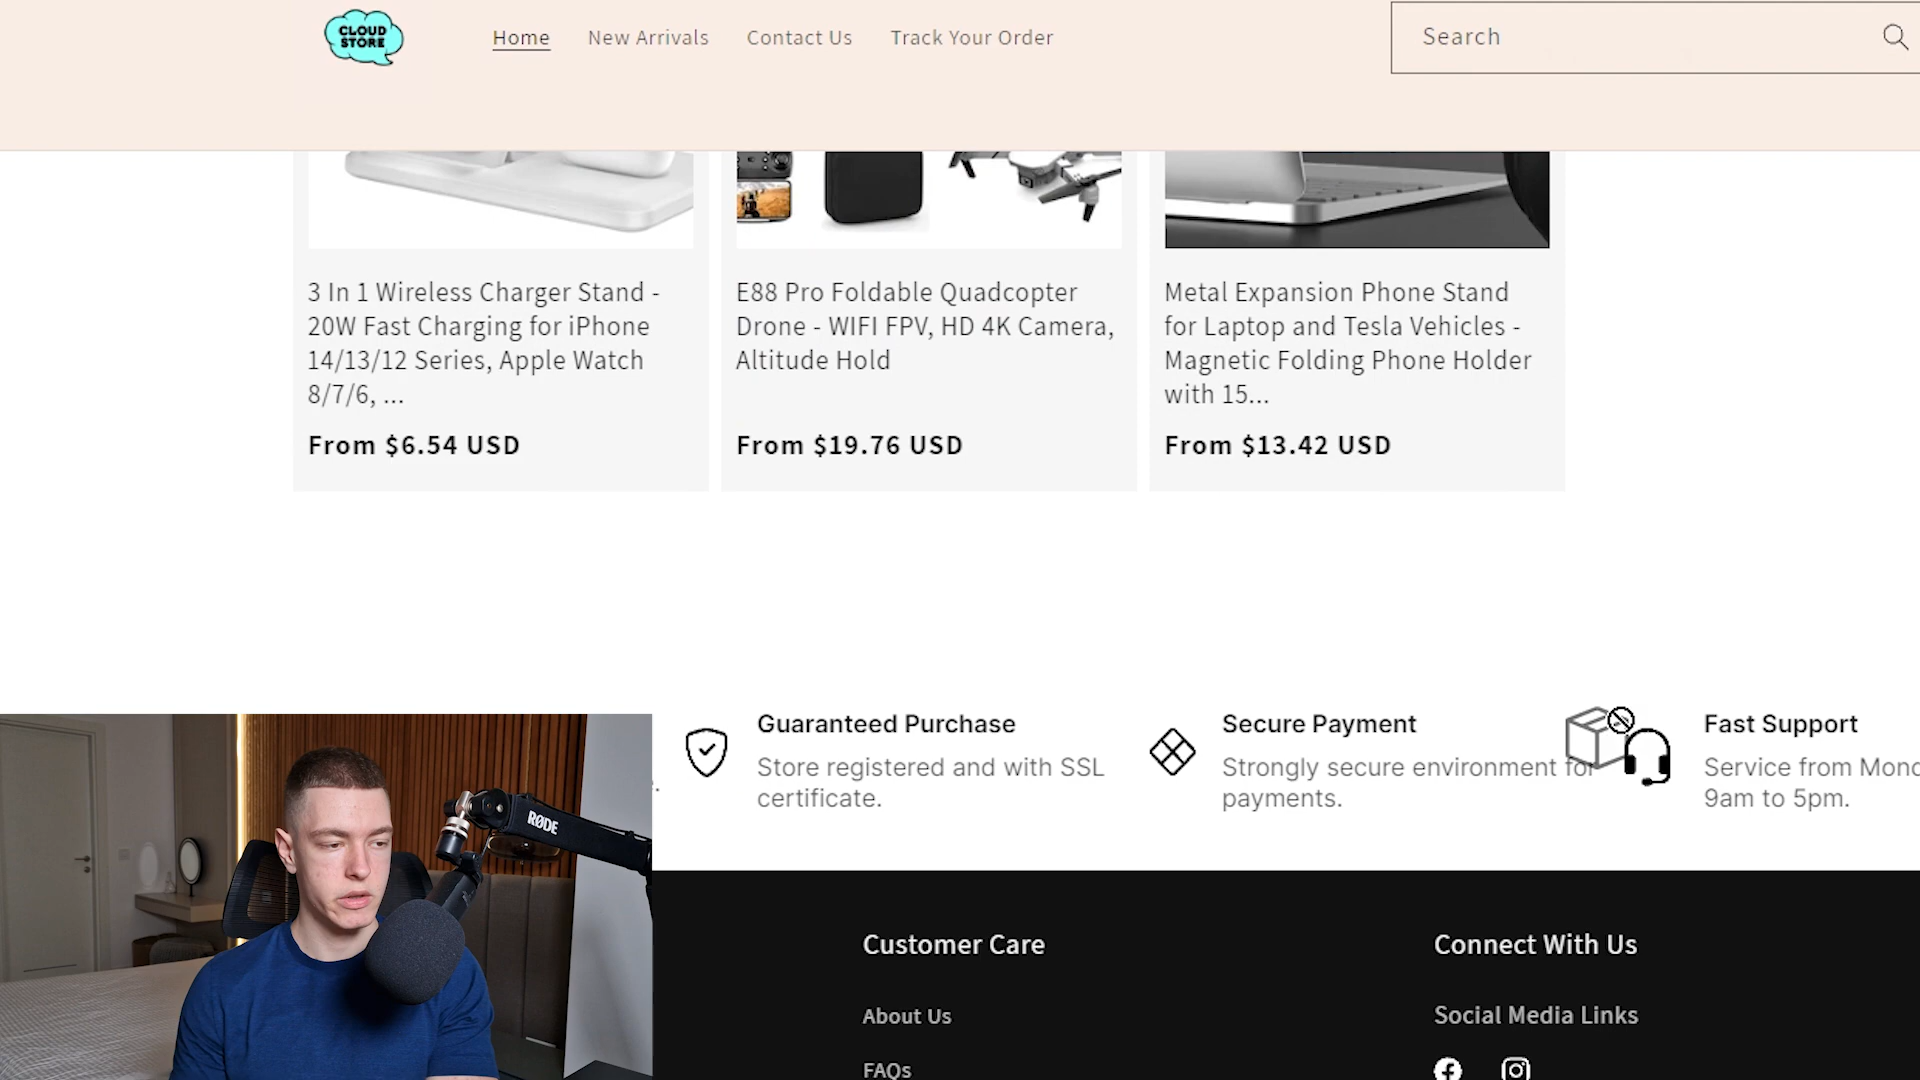 CLOUD
STORE
Home
New Arrivals
Contact Us
Track Your Order
Search
3 In 1 Wireless Charger Stand -
20W Fast Charging for iPhone
14/13/12 Series, Apple Watch
8/7/6, ...
From $6.54 USD
E88 Pro Foldable Quadcopter
Drone - WIFI FPV, HD 4K Camera,
Altitude Hold
From $19.76 USD
Metal Expansion Phone Stand
for Laptop and Tesla Vehicles -
Magnetic Folding Phone Holder
with 15...
From $13.42 USD
Guaranteed Purchase
Store registered and with SSL
certificate.
Secure Payment
Strongly secure environment for
payments.
Fast Support
Service from Mond
9am to 5pm.
RØDE
Customer Care
About Us
FAQs
Connect With Us
Social Media Links